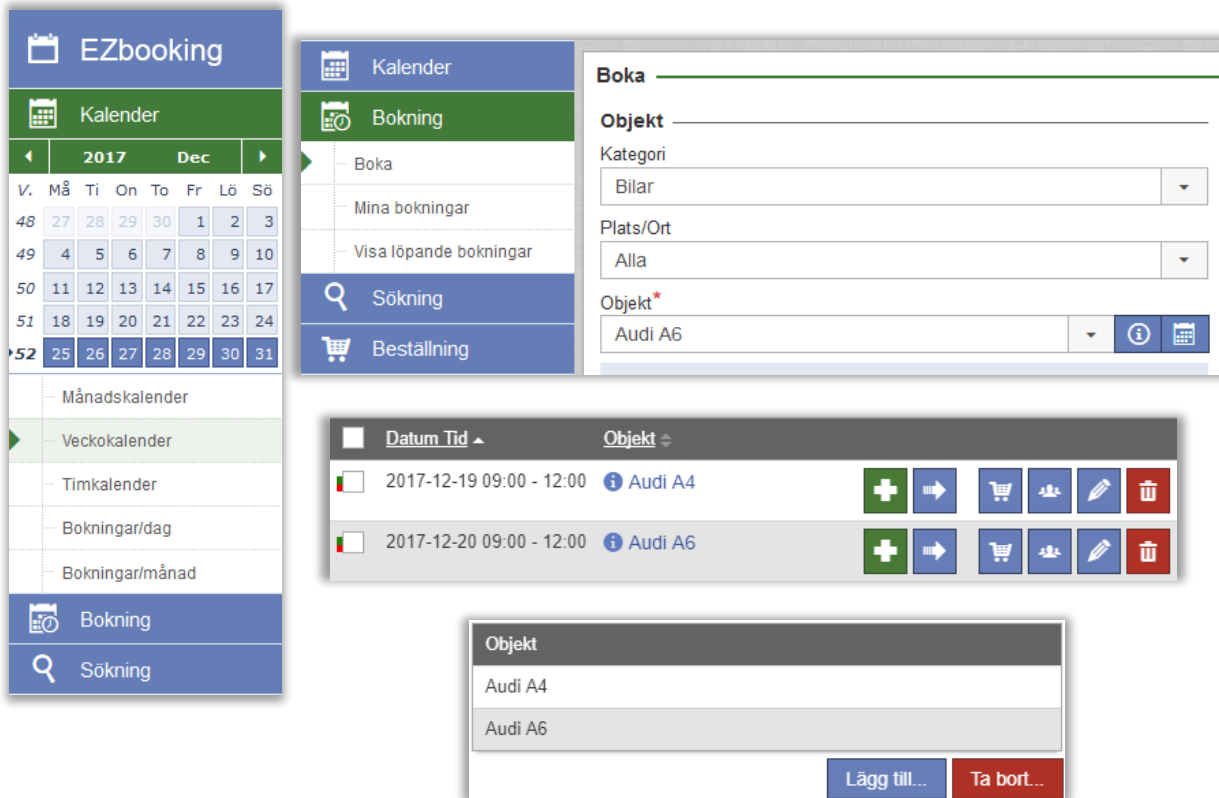 EZbooking
Kalender
2017 Dec
V. Må Ti On To Fr Lö Sö
48 27 28 29 30 1 2 3
49 4 5 6 7 8 9 10
50 11 12 13 14 15 16 17
51 18 19 20 21 22 23 24
52 25 26 27 28 29 30 31
Månadskalender
Veckokalender
Timkalender
Bokningar/dag
Bokningar/månad
Bokning
Sökning
Kalender
Bokning
Boka
Mina bokningar
Visa löpande bokningar
Sökning
Beställning
Boka
Objekt
Kategori
Bilar
Plats/Ort
Alla
Objekt*
Audi A6
Datum Tid Objekt
2017-12-19 09:00 - 12:00 Audi A4
2017-12-20 09:00 - 12:00 Audi A6
Objekt
Audi A4
Audi A6
Lägg till... Ta bort...